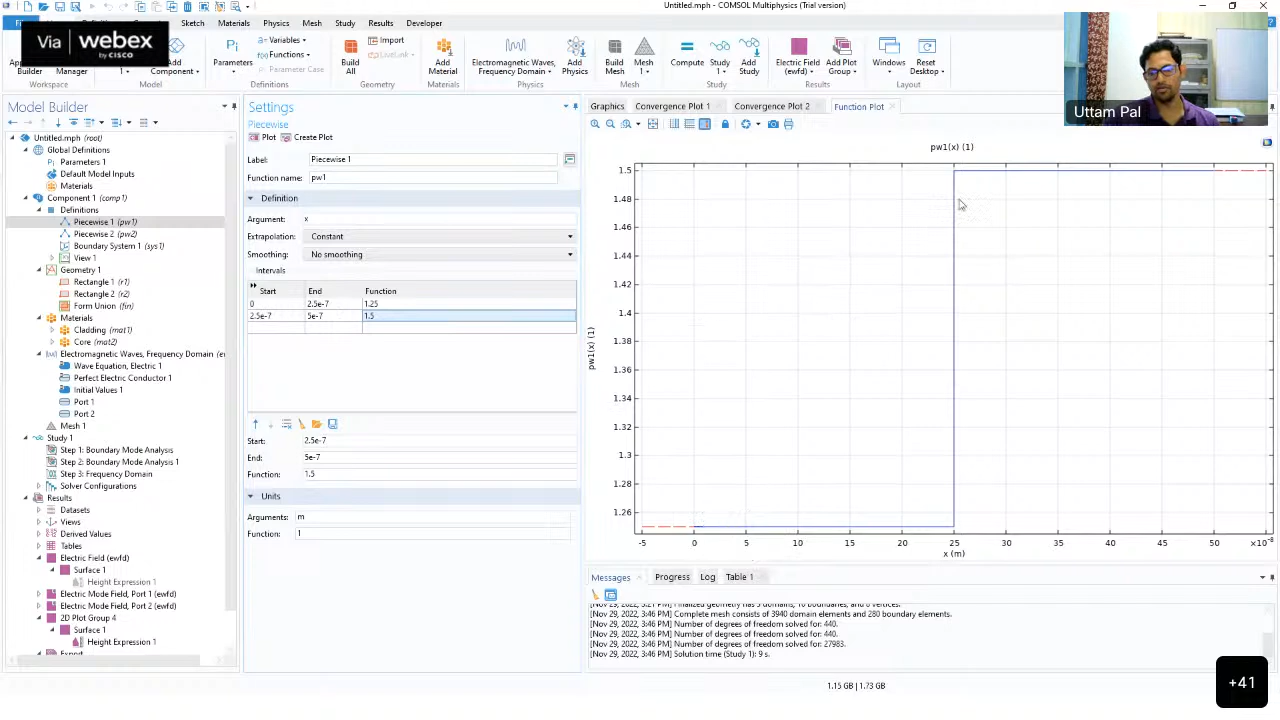 Untitled.mph - COMSOL Multiphysics (Trial version)
Via webex
by CISCO
Sketch
Materials
Physics
Mesh
Study
Results
Developer
Builder
Manager
Component
Parameters
Variables
Functions
Parameter Case
Build
All
Import
LiveLink
Add
Material
Electromagnetic Waves,
Frequency Domain
Add
Physics
Build
Mesh
Mesh
1
Compute
Study
1
Add
Study
Electric Field
(ewfd)
Add Plot
Group
Windows
Reset
Desktop
Workspace
Model
Definitions
Geometry
Materials
Physics
Mesh
Study
Results
Layout
Uttam Pal
Model Builder
Untitled.mph (root)
Global Definitions
Parameters 1
Default Model Inputs
Materials
Component 1 (comp1)
Definitions
Piecewise 1 (pw1)
Piecewise 2 (pw2)
Boundary System 1 (sys1)
View 1
Geometry 1
Rectangle 1 (r1)
Rectangle 2 (r2)
Form Union (fin)
Materials
Cladding (mat1)
Core (mat2)
Electromagnetic Waves, Frequency Domain (e
Wave Equation, Electric 1
Perfect Electric Conductor 1
Initial Values 1
Port 1
Port 2
Mesh 1
Study 1
Step 1: Boundary Mode Analysis
Step 2: Boundary Mode Analysis 1
Step 3: Frequency Domain
Solver Configurations
Results
Datasets
Views
Derived Values
Tables
Electric Field (ewfd)
Surface 1
Height Expression 1
Electric Mode Field, Port 1 (ewfd)
Electric Mode Field, Port 2 (ewfd)
2D Plot Group 4
Surface 1
Height Expression 1
Export
Settings
Piecewise
Plot Create Plot
Label: Piecewise 1
Function name: pw1
Definition
Argument: x
Extrapolation: Constant
Smoothing: No smoothing
Intervals
Start End Function
0 2.5e-7 1.25
2.5e-7 5e-7 1.5
Start: 2.5e-7
End: 5e-7
Function: 1.5
Units
Arguments: m
Function: 1
Graphics Convergence Plot 1 Convergence Plot 2 Function Plot
pw1(x) (1)
1.5
1.48
1.46
1.44
1.42
1.4
1.38
1.36
1.34
1.32
1.3
1.28
1.26
pw1(x) (1)
-5 0 5 10 15 20 25 30 35 40 45 50 ×10⁻⁸
x (m)
Messages Progress Log Table 1
[Nov 29, 2022, 3:46 PM] Complete mesh consists of 3940 domain elements and 280 boundary elements.
[Nov 29, 2022, 3:46 PM] Number of degrees of freedom solved for: 440.
[Nov 29, 2022, 3:46 PM] Number of degrees of freedom solved for: 440.
[Nov 29, 2022, 3:46 PM] Number of degrees of freedom solved for: 27983.
[Nov 29, 2022, 3:46 PM] Solution time (Study 1): 9 s.
1.15 GB | 1.73 GB
+41